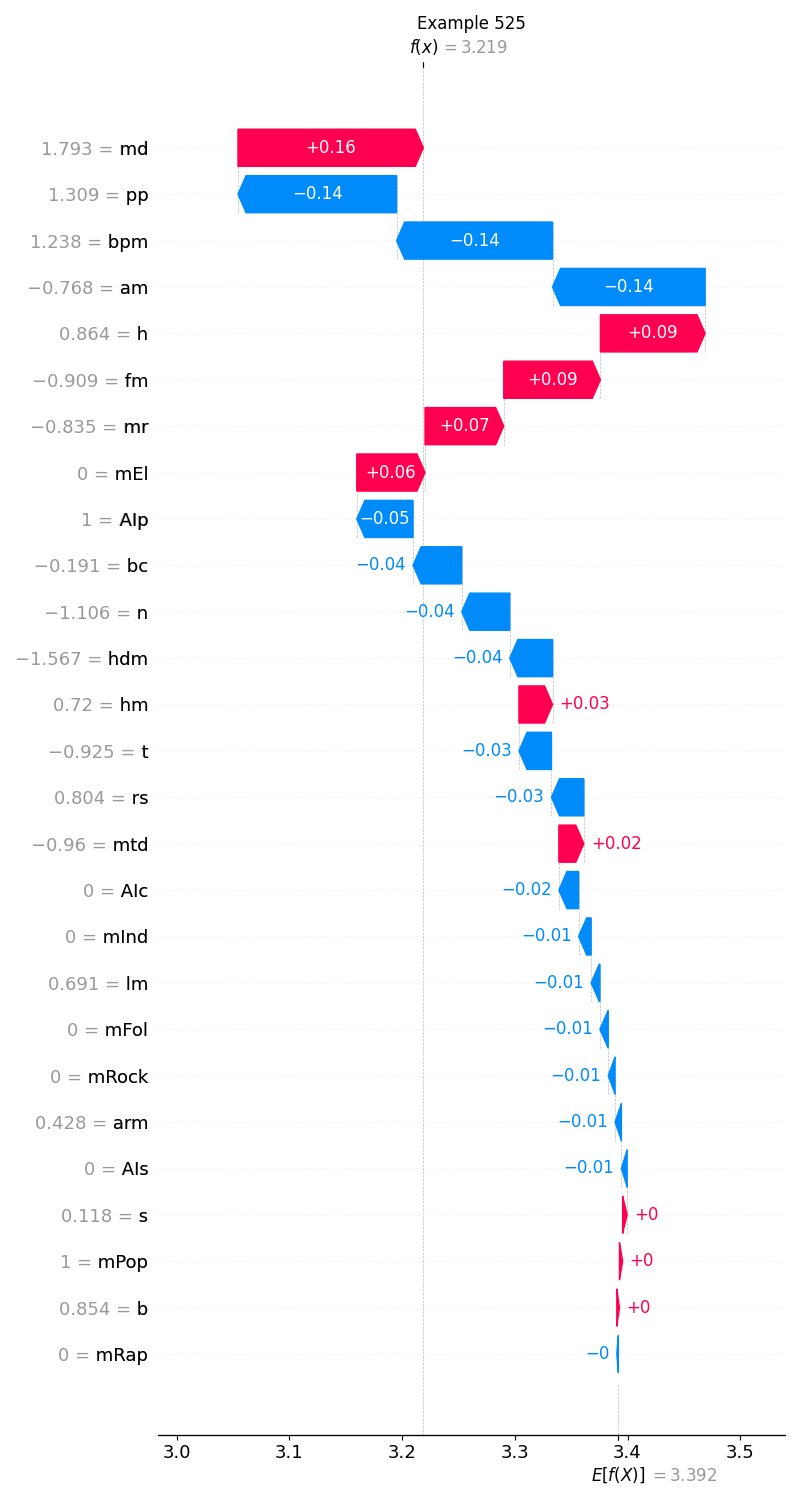 Example 525
f(x) = 3.219
1.793 = md +0.16
1.309 = pp −0.14
1.238 = bpm −0.14
−0.768 = am −0.14
0.864 = h +0.09
−0.909 = fm +0.09
−0.835 = mr +0.07
0 = mEl +0.06
1 = AIp −0.05
−0.191 = bc −0.04
−1.106 = n −0.04
−1.567 = hdm −0.04
0.72 = hm +0.03
−0.925 = t −0.03
0.804 = rs −0.03
−0.96 = mtd +0.02
0 = AIc −0.02
0 = mInd −0.01
0.691 = lm −0.01
0 = mFol −0.01
0 = mRock −0.01
0.428 = arm −0.01
0 = AIs −0.01
0.118 = s +0
1 = mPop +0
0.854 = b +0
0 = mRap −0
3.0 3.1 3.2 3.3 3.4 3.5
E[f(X)] = 3.392